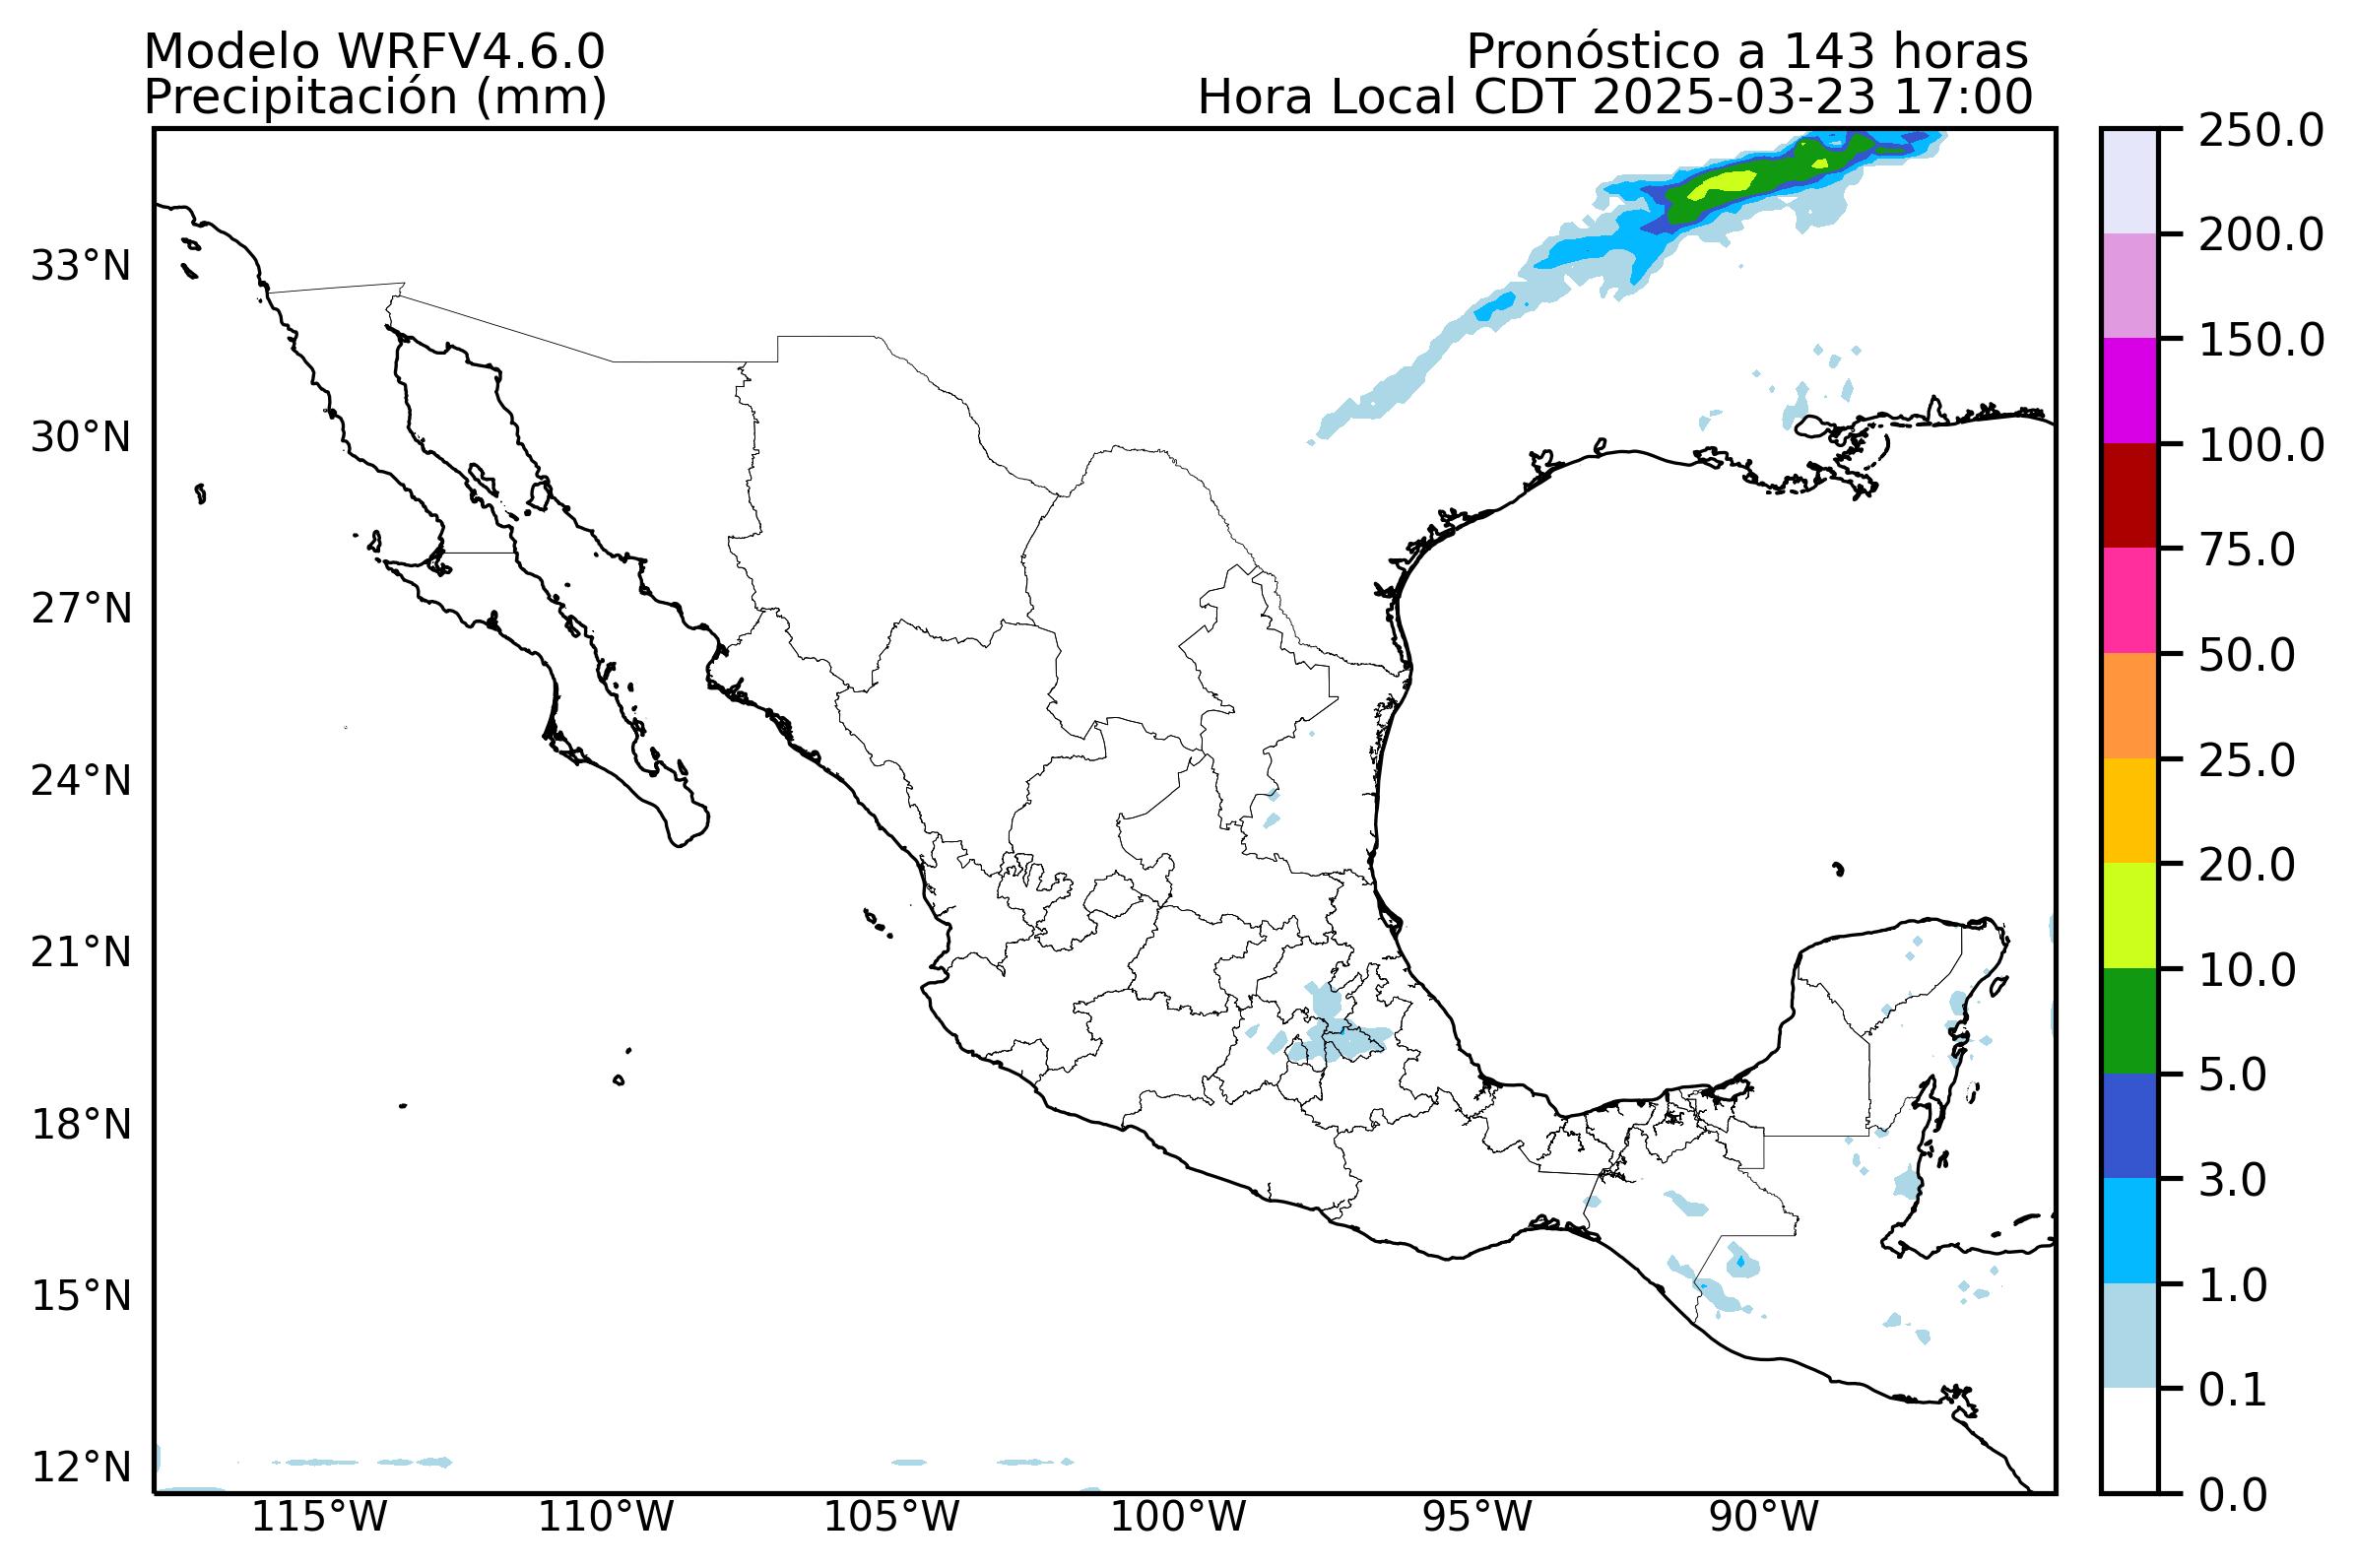 Modelo WRFV4.6.0
Precipitación (mm)
Pronóstico a 143 horas
Hora Local CDT 2025-03-23 17:00
33°N
30°N
27°N
24°N
21°N
18°N
15°N
12°N
115°W
110°W
105°W
100°W
95°W
90°W
250.0
200.0
150.0
100.0
75.0
50.0
25.0
20.0
10.0
5.0
3.0
1.0
0.1
0.0